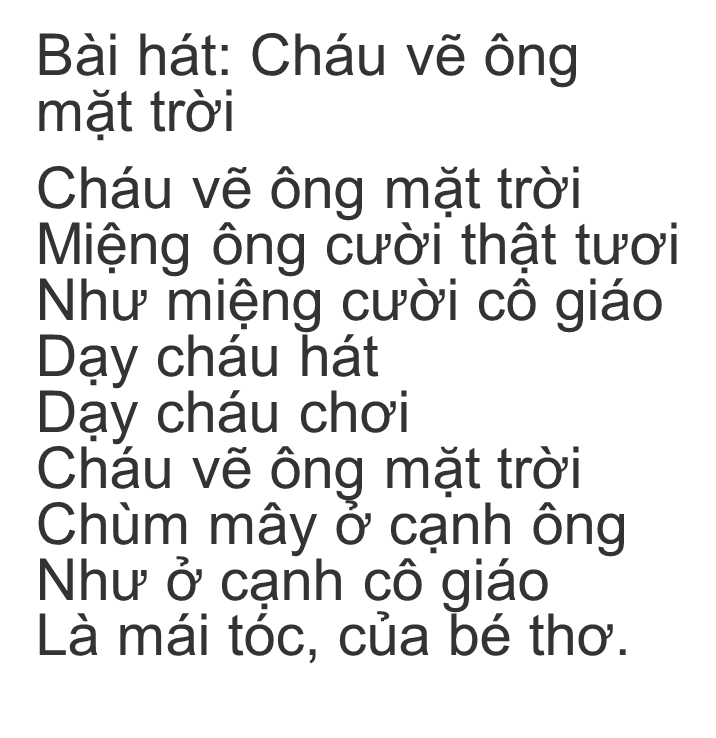 Bài hát: Cháu vẽ ông
mặt trời
Cháu vẽ ông mặt trời
Miệng ông cười thật tươi
Như miệng cười cô giáo
Dạy cháu hát
Dạy cháu chơi
Cháu vẽ ông mặt trời
Chùm mây ở cạnh ông
Như ở cạnh cô giáo
Là mái tóc, của bé thơ.